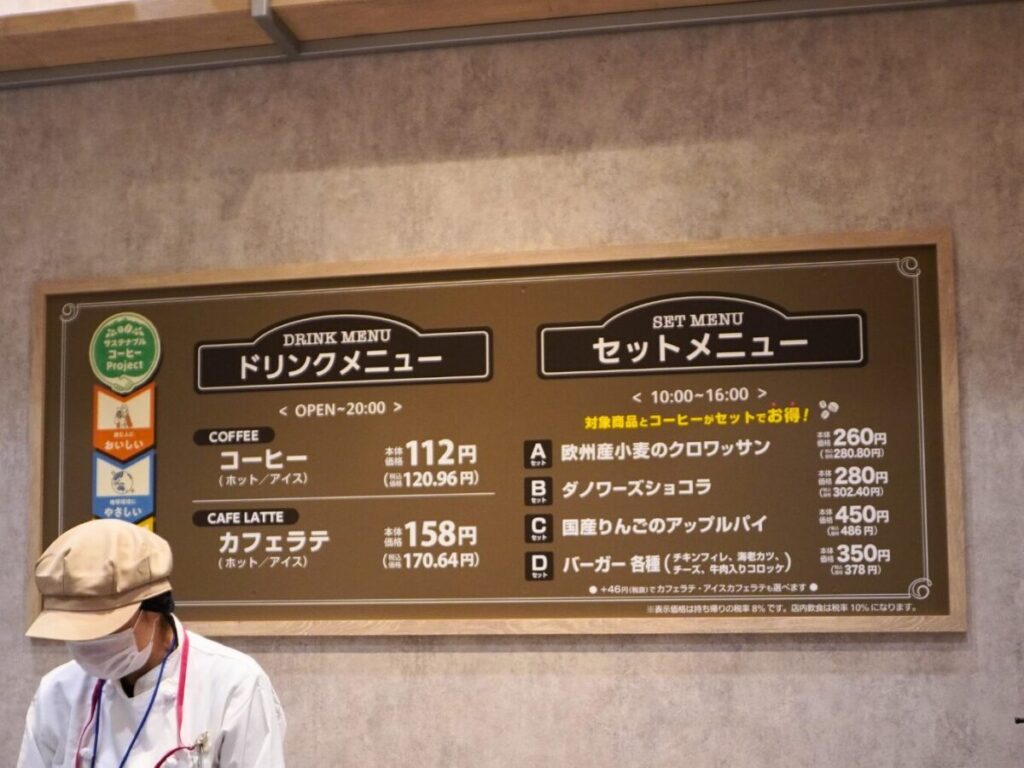 サステナブル
コーヒー
Project
おいしい
地球環境に
やさしい
DRINK MENU
ドリンクメニュー
< OPEN~20:00 >
COFFEE
コーヒー
(ホット/アイス)
本体価格 112円
(税込価格 120.96円)
CAFE LATTE
カフェラテ
(ホット/アイス)
本体価格 158円
(税込価格 170.64円)
SET MENU
セットメニュー
< 10:00~16:00 >
対象商品とコーヒーがセットでお得!
Aセット 欧州産小麦のクロワッサン 本体価格 260円
(税込価格 280.80円)
Bセット ダノワーズショコラ 本体価格 280円
(税込価格 302.40円)
Cセット 国産りんごのアップルパイ 本体価格 450円
(税込価格 486円)
Dセット バーガー 各種(チキンフィレ、海老カツ、チーズ、牛肉入りコロッケ) 本体価格 350円
(税込価格 378円)
● +46円(税抜)でカフェラテ・アイスカフェラテも選べます ●
※表示価格は持ち帰りの税率8%です。店内飲食は税率10%になります。